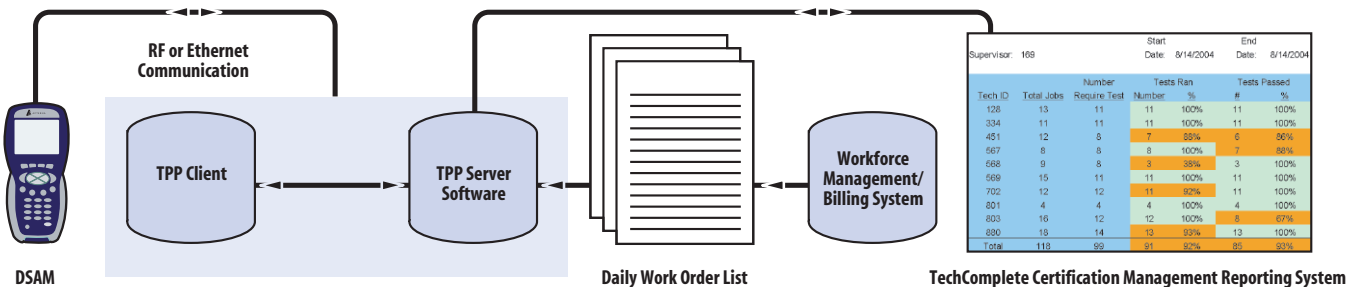 RF or Ethernet
Communication
TPP Client
TPP Server
Software
Workforce
Management/
Billing System
DSAM
Daily Work Order List
TechComplete Certification Management Reporting System
Start End
Supervisor: 169 Date: 8/14/2004 Date: 8/14/2004
Number Tests Ran Tests Passed
Tech ID Total Jobs Require Test Number % # %
128 13 11 11 100% 11 100%
334 11 11 11 100% 11 100%
451 12 8 7 88% 6 86%
567 8 8 8 100% 7 88%
568 9 8 3 38% 3 100%
569 15 11 11 100% 11 100%
702 12 12 11 92% 11 100%
801 4 4 4 100% 4 100%
803 16 12 12 100% 8 67%
880 18 14 13 93% 13 100%
Total 118 99 91 92% 85 93%